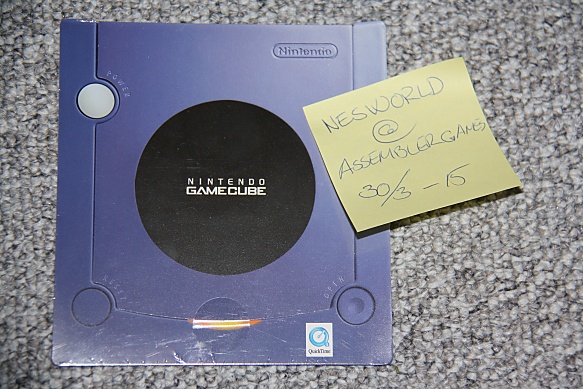 Nintendo
POWER
NINTENDO
GAMECUBE
RESET
OPEN
QuickTime
NESWORLD
@
ASSEMBLERGAMES
30/3-15